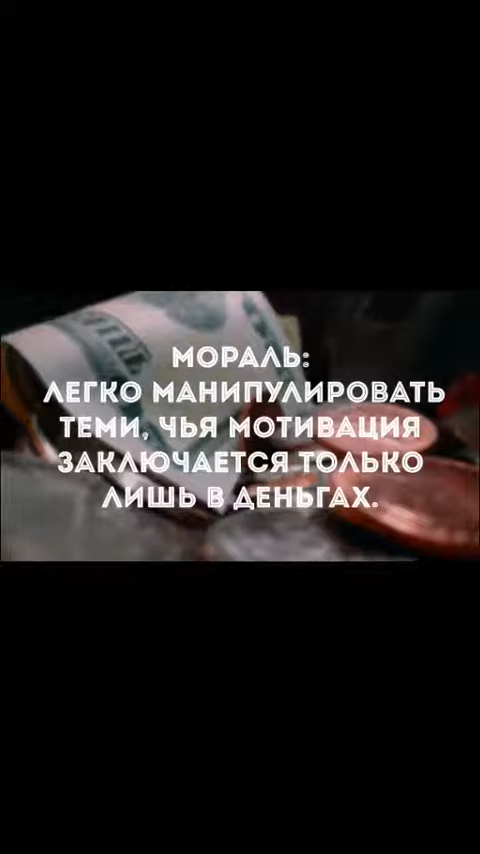 МОРАЛЬ:
ЛЕГКО МАНИПУЛИРОВАТЬ
ТЕМИ, ЧЬЯ МОТИВАЦИЯ
ЗАКЛЮЧАЕТСЯ ТОЛЬКО
ЛИШЬ В ДЕНЬГАХ.